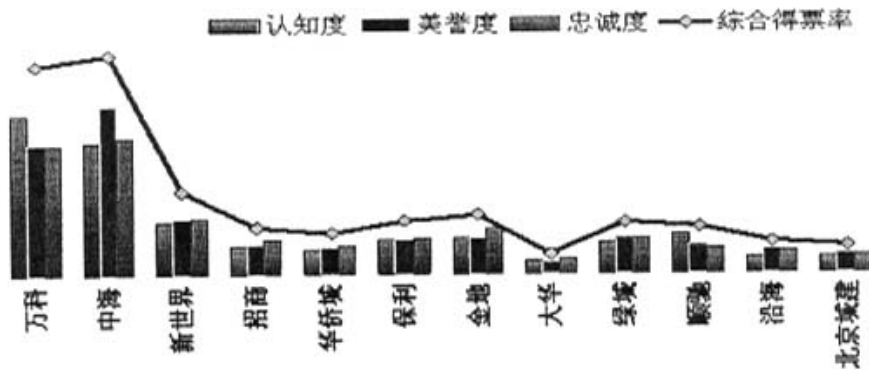 认知度 美誉度 忠诚度 綜合得票率
万科
中海
新世界
招商
华侨城
保利
金地
大华
绿城
顺驰
沿海
北京城建